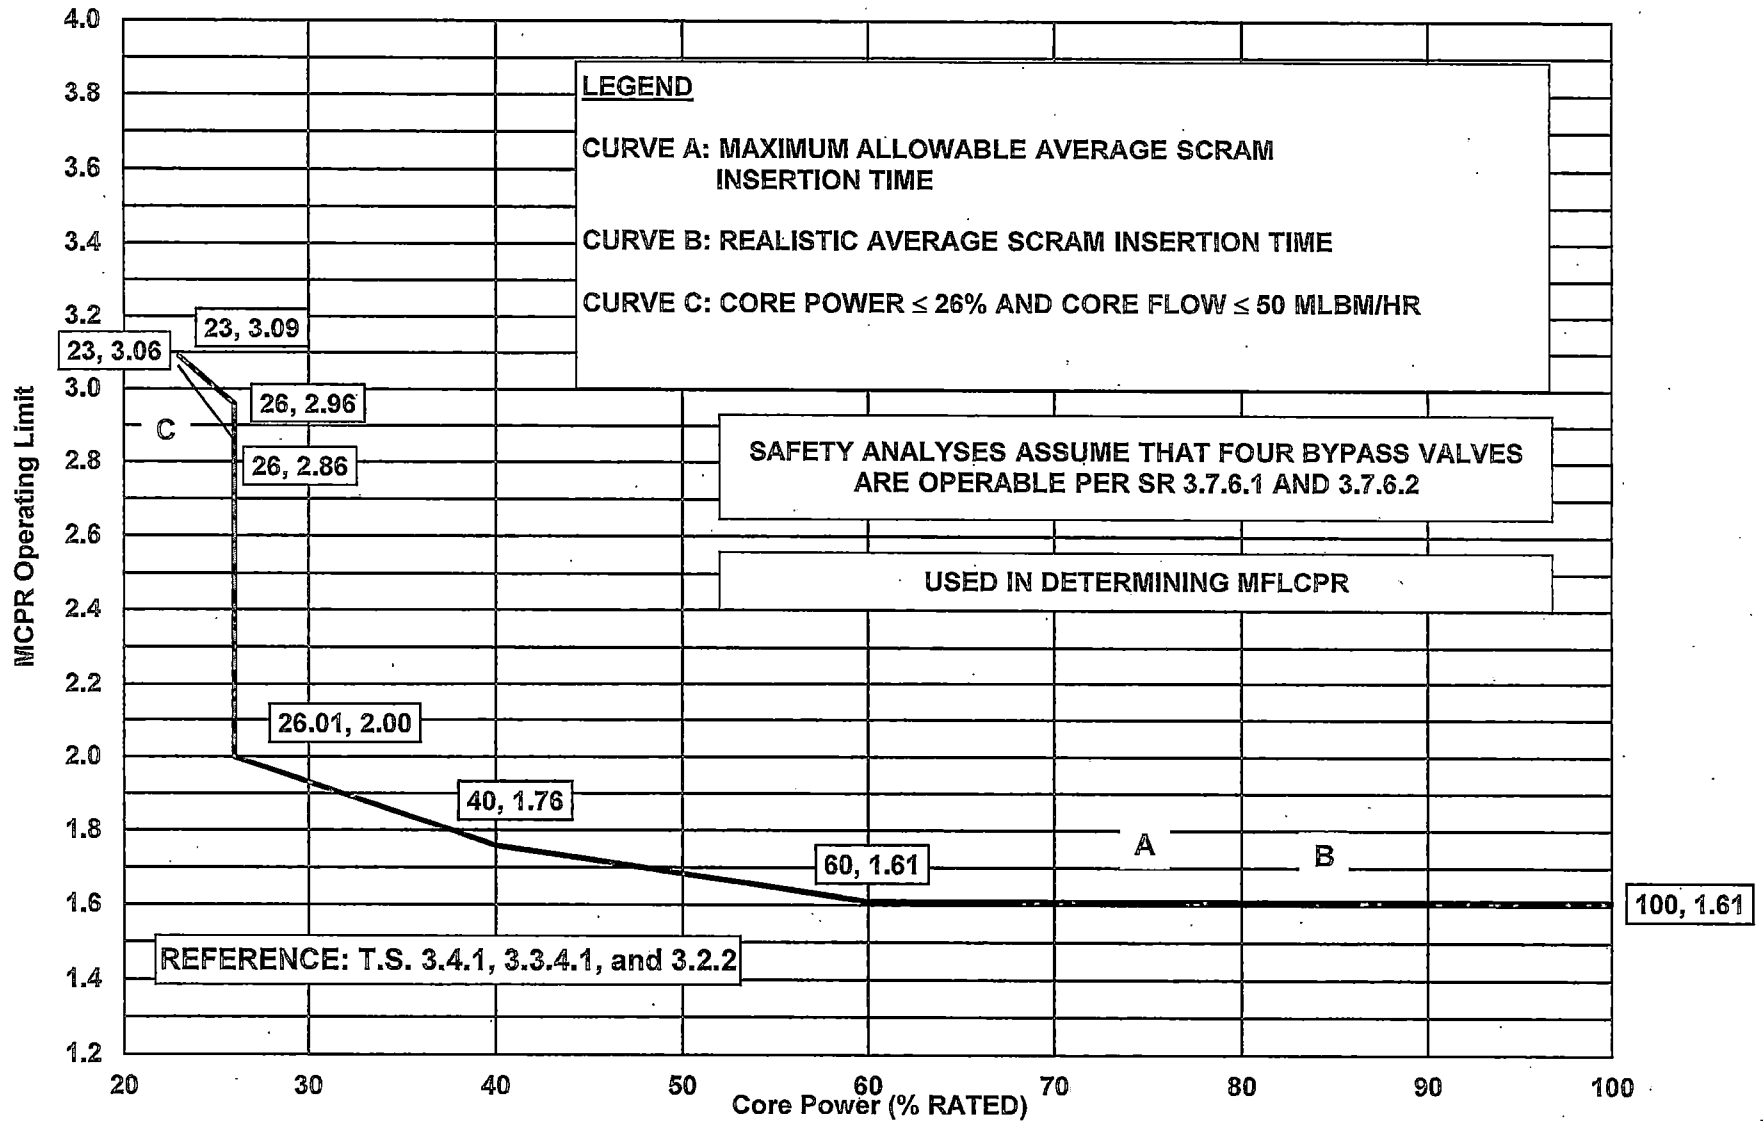 4.0
3.8
3.6
3.4
3.2
3.0
2.8
2.6
2.4
2.2
2.0
1.8
1.6
1.4
1.2
MCPR Operating Limit
LEGEND
CURVE A: MAXIMUM ALLOWABLE AVERAGE SCRAM
INSERTION TIME
CURVE B: REALISTIC AVERAGE SCRAM INSERTION TIME
CURVE C: CORE POWER ≤ 26% AND CORE FLOW ≤ 50 MLBM/HR
23, 3.09
23, 3.06
26, 2.96
C
26, 2.86
SAFETY ANALYSES ASSUME THAT FOUR BYPASS VALVES
ARE OPERABLE PER SR 3.7.6.1 AND 3.7.6.2
USED IN DETERMINING MFLCPR
26.01, 2.00
40, 1.76
60, 1.61
A
B
100, 1.61
REFERENCE: T.S. 3.4.1, 3.3.4.1, and 3.2.2
20 30 40 50 60 70 80 90 100
Core Power (% RATED)